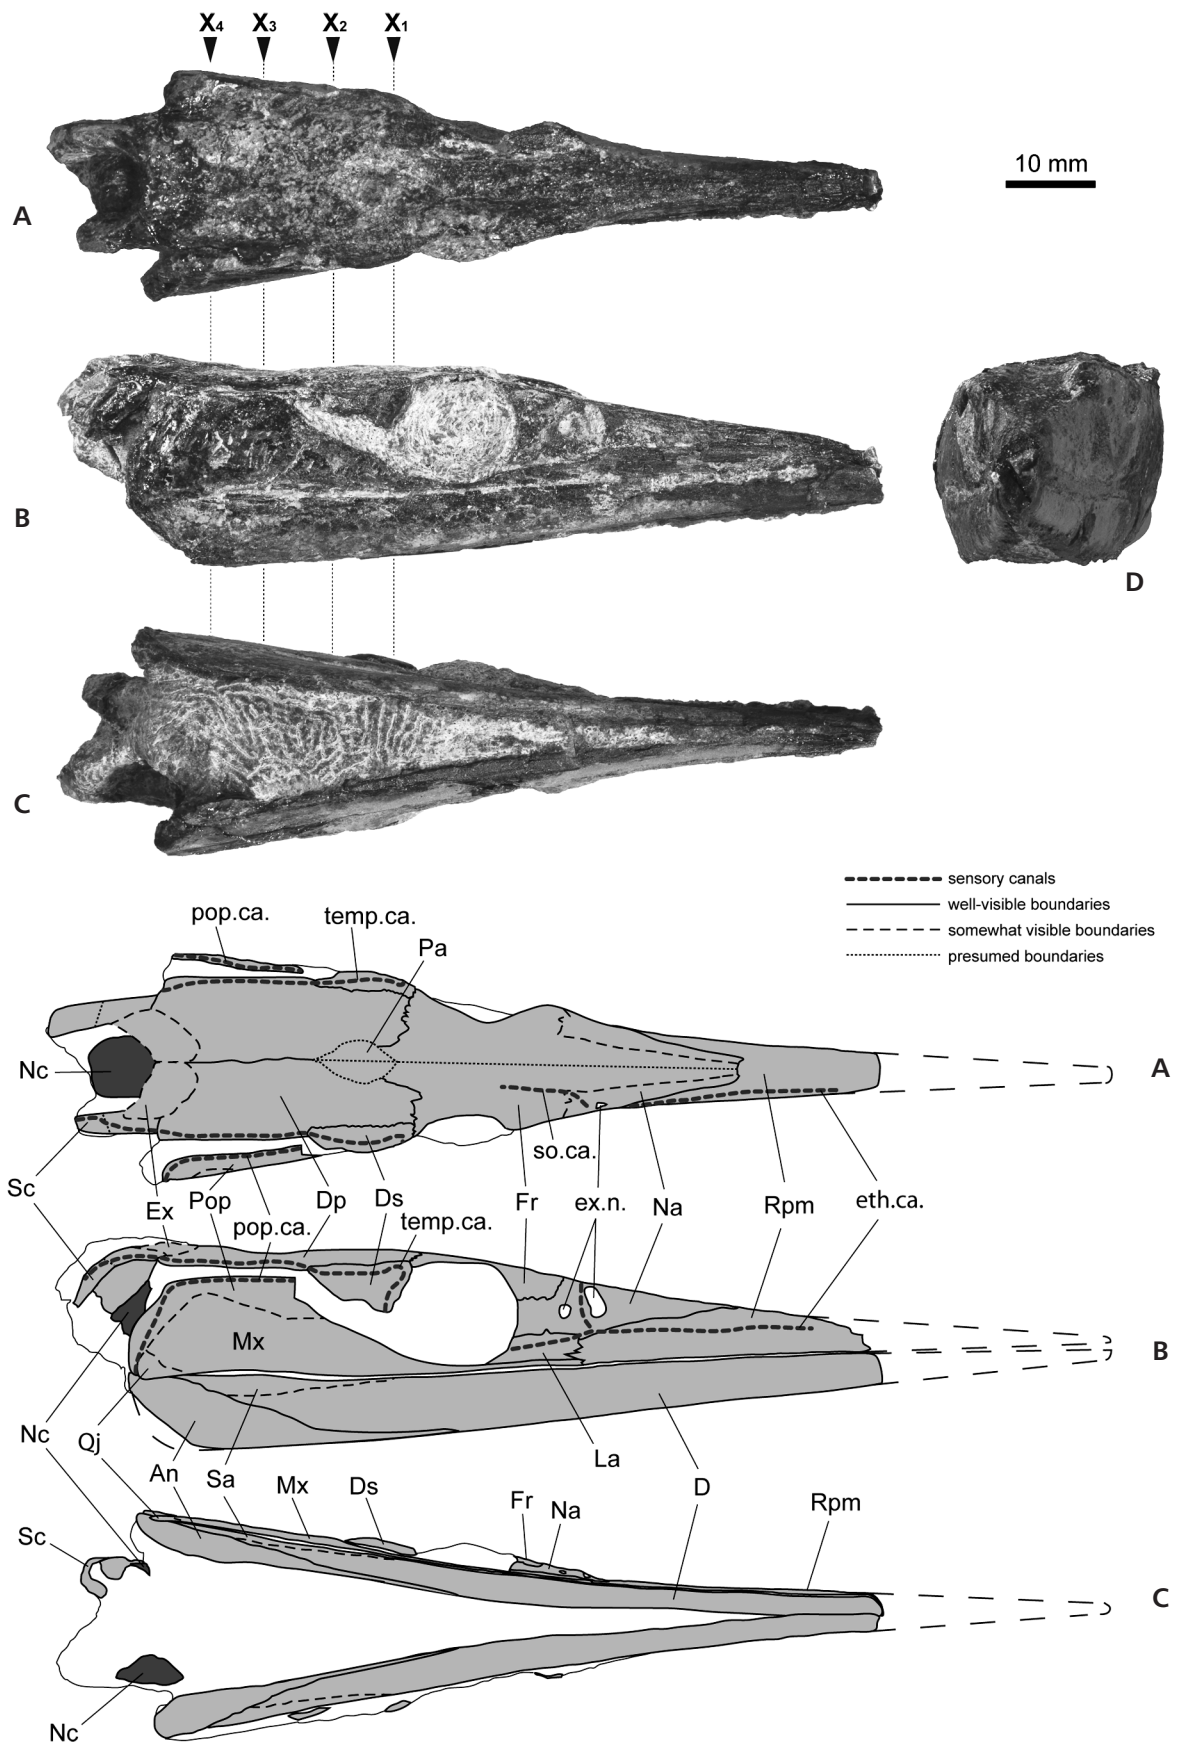 X4 X3 X2 X1
10 mm
A
B
D
C
sensory canals
well-visible boundaries
somewhat visible boundaries
presumed boundaries
pop.ca. temp.ca.
Pa
Nc
A
so.ca.
Sc Ex Pop pop.ca. Dp Ds temp.ca. Fr ex.n. Na Rpm eth.ca.
Mx
B
Nc Qj
An Sa Mx Ds La D
Fr Na Rpm
Sc
C
Nc